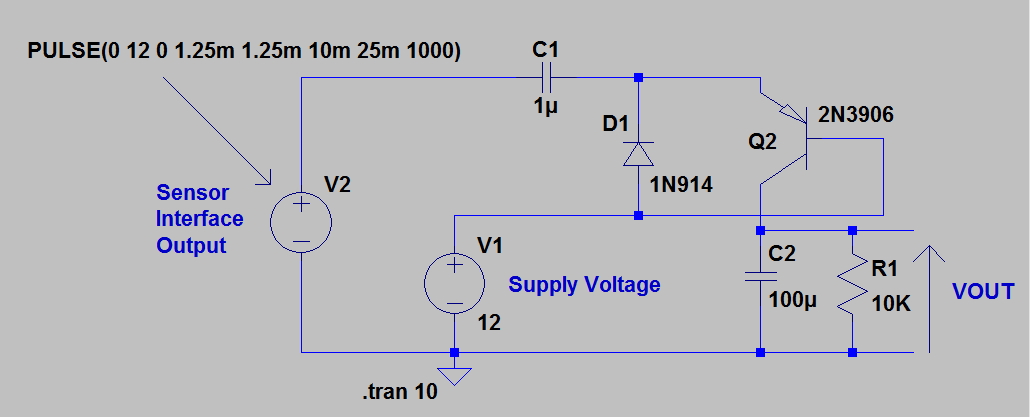 PULSE(0 12 0 1.25m 1.25m 10m 25m 1000)
C1
1µ
D1
1N914
2N3906
Q2
V2
+
−
Sensor
Interface
Output
V1
+
−
12
Supply Voltage
C2
100µ
R1
10K
VOUT
.tran 10